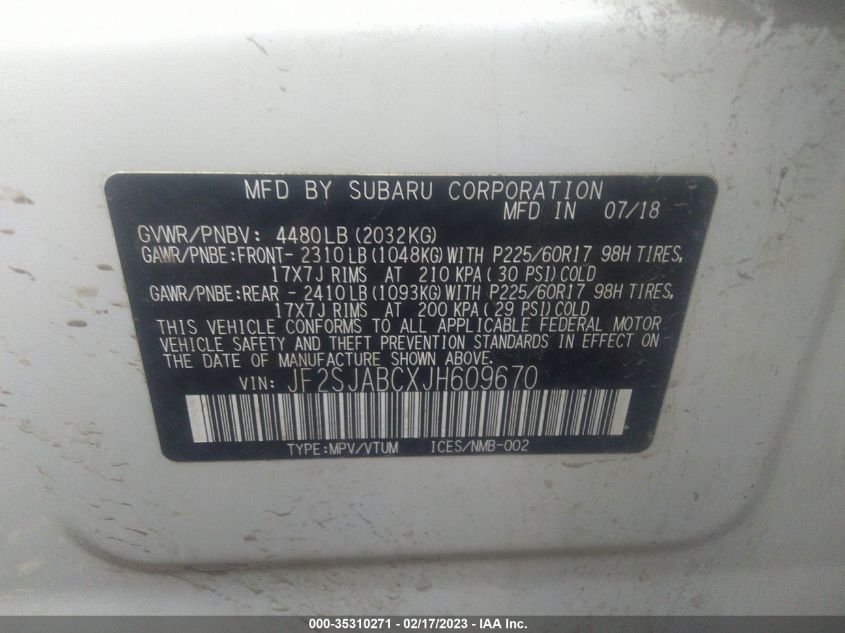 MFD BY SUBARU CORPORATION
MFD IN 07/18
GVWR/PNBV: 4480LB(2032KG)
GAWR/PNBE:FRONT- 2310LB(1048KG)WITH P225/60R17 98H TIRES,
17X7J RIMS AT 210 KPA(30 PSI)COLD
GAWR/PNBE:REAR - 2410LB(1093KG)WITH P225/60R17 98H TIRES,
17X7J RIMS AT 200 KPA(29 PSI)COLD
THIS VEHICLE CONFORMS TO ALL APPLICABLE FEDERAL MOTOR
VEHICLE SAFETY AND THEFT PREVENTION STANDARDS IN EFFECT ON
THE DATE OF MANUFACTURE SHOWN ABOVE.
VIN: JF2SJABCXJH609670
TYPE:MPV/VTUM ICES/NMB-002
000-35310271 - 02/17/2023 - IAA Inc.